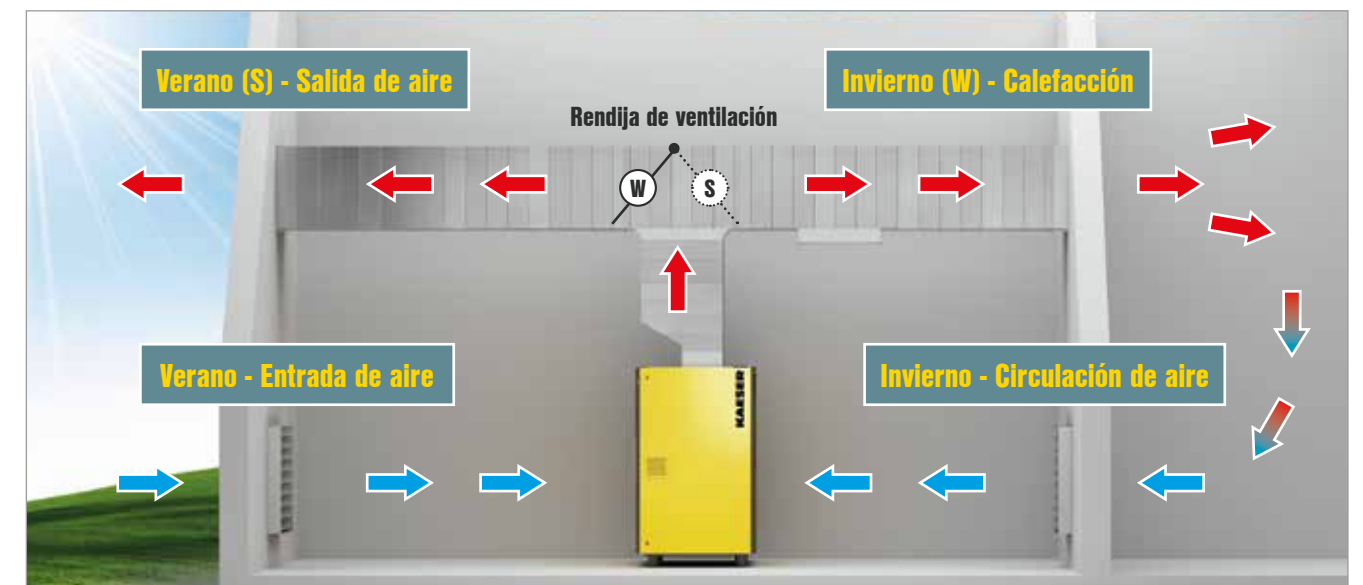 Verano (S) - Salida de aire
Invierno (W) - Calefacción
Rendija de ventilación
W
S
Verano - Entrada de aire
Invierno - Circulación de aire
KAESER